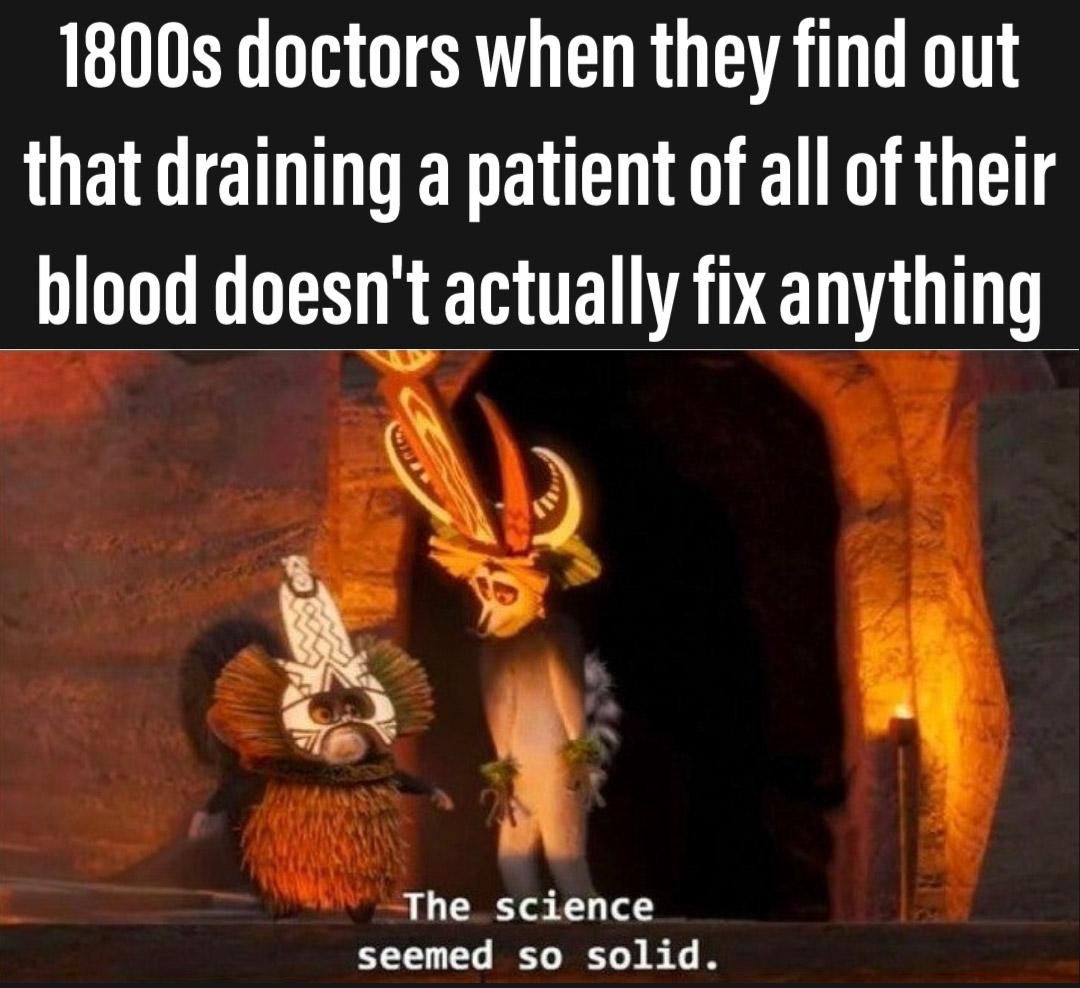 1800s doctors when they find out
that draining a patient of all of their
blood doesn't actually fix anything
The science
seemed so solid.